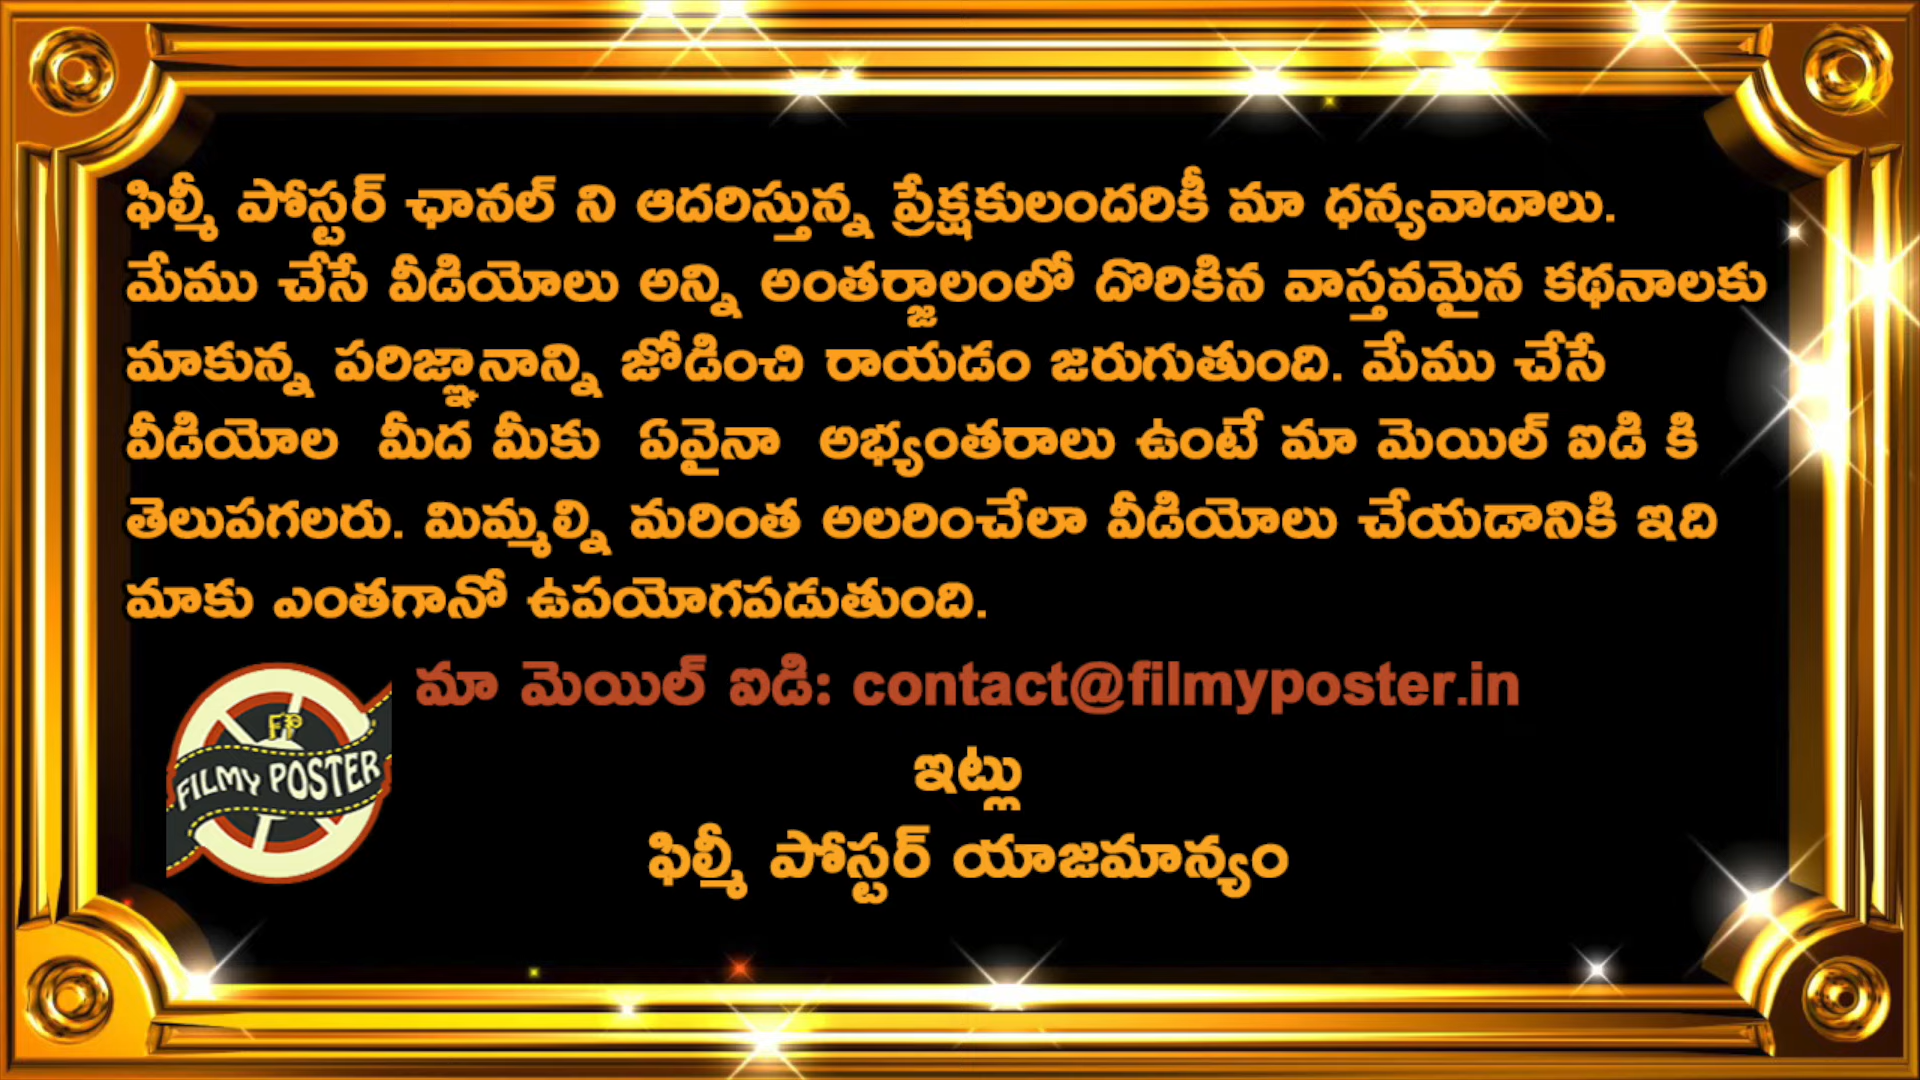 ఫిల్మీ పోస్టర్ ఛానల్ ని ఆదరిస్తున్న ప్రేక్షకులందరికీ మా ధన్యవాదాలు.
మేము చేసే వీడియోలు అన్ని అంతర్జాలంలో దొరికిన వాస్తవమైన కథనాలకు
మాకున్న పరిజ్ఞానాన్ని జోడించి రాయడం జరుగుతుంది. మేము చేసే
వీడియోల మీద మీకు ఏవైనా అభ్యంతరాలు ఉంటే మా మెయిల్ ఐడి కి
తెలుపగలరు. మిమ్మల్ని మరింత అలరించేలా వీడియోలు చేయడానికి ఇది
మాకు ఎంతగానో ఉపయోగపడుతుంది.
మా మెయిల్ ఐడి: contact@filmyposter.in
FP
FILMY POSTER
ఇట్లు
ఫిల్మీ పోస్టర్ యాజమాన్యం